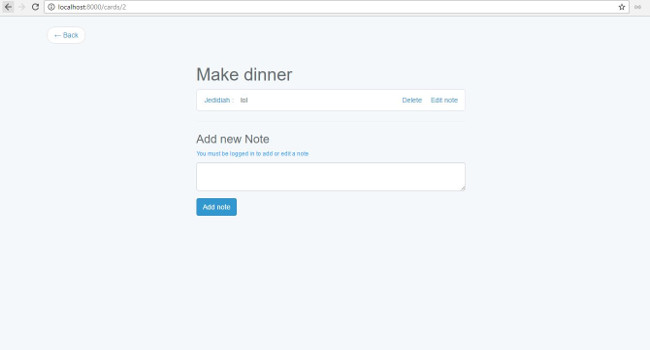 localhost:8000/cards/2
← Back
Make dinner
Jedidiah : lol
Delete Edit note
Add new Note
You must be logged in to add or edit a note
Add note